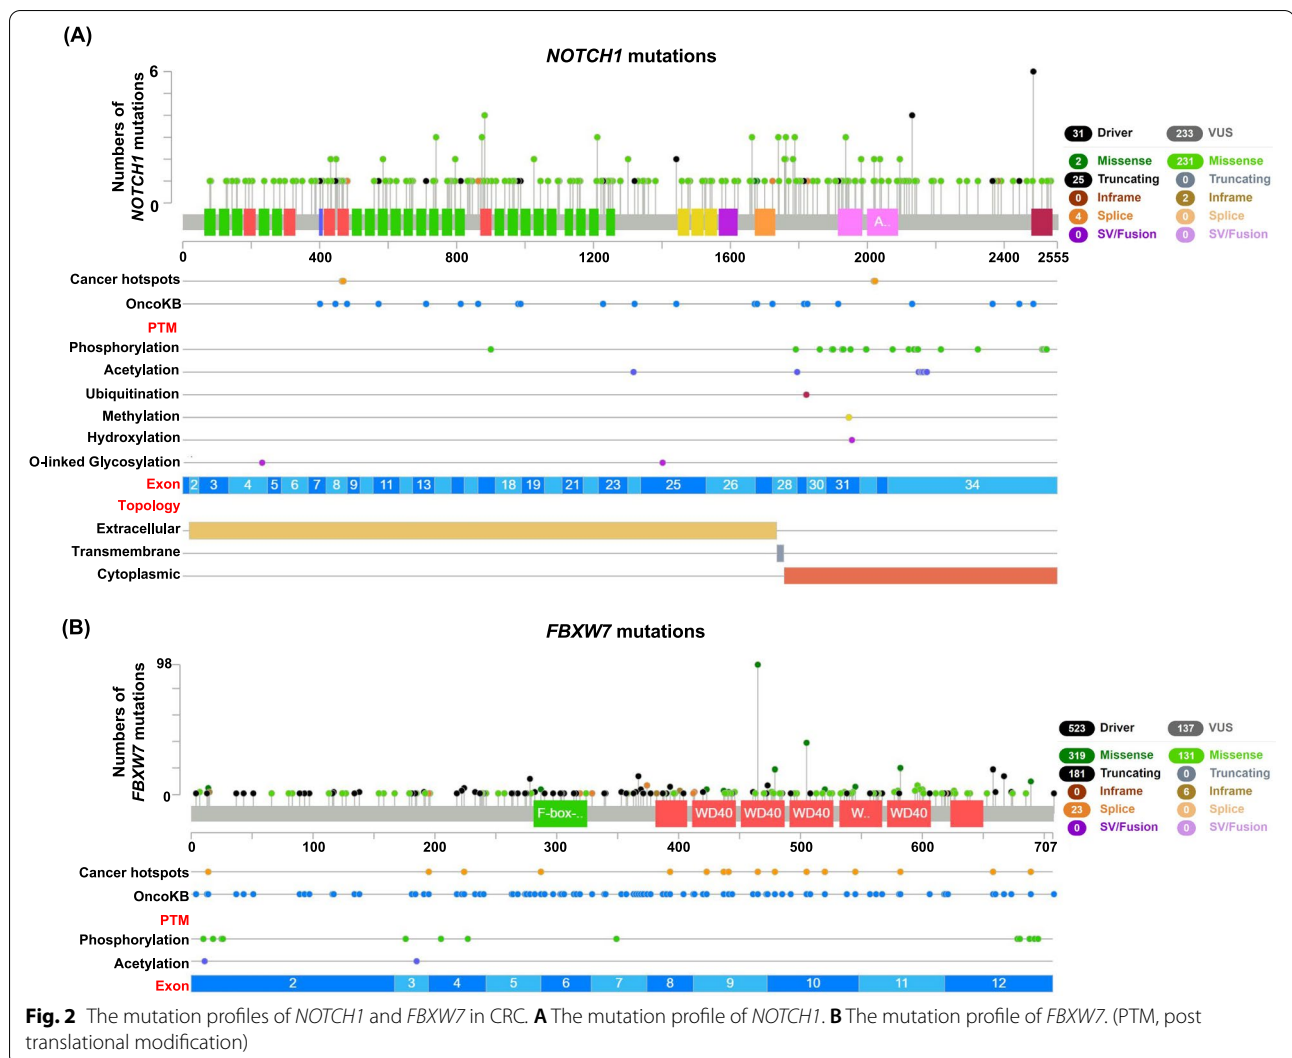 (A)
NOTCH1 mutations
Numbers of
NOTCH1 mutations
6
0
31 Driver 233 VUS
2 Missense 231 Missense
25 Truncating 0 Truncating
0 Inframe 2 Inframe
4 Splice 0 Splice
0 SV/Fusion 0 SV/Fusion
A..
0 400 800 1200 1600 2000 2400 2555
Cancer hotspots
OncoKB
PTM
Phosphorylation
Acetylation
Ubiquitination
Methylation
Hydroxylation
O-linked Glycosylation
Exon 2 3 4 5 6 7 8 9 11 13 18 19 21 23 25 26 28 30 31 34
Topology
Extracellular
Transmembrane
Cytoplasmic
(B)
FBXW7 mutations
Numbers of
FBXW7 mutations
98
0
523 Driver 137 VUS
319 Missense 131 Missense
181 Truncating 0 Truncating
0 Inframe 6 Inframe
23 Splice 0 Splice
0 SV/Fusion 0 SV/Fusion
F-box-.. WD40 WD40 WD40 W.. WD40
0 100 200 300 400 500 600 707
Cancer hotspots
OncoKB
PTM
Phosphorylation
Acetylation
Exon 2 3 4 5 6 7 8 9 10 11 12
Fig. 2 The mutation profiles of NOTCH1 and FBXW7 in CRC. A The mutation profile of NOTCH1. B The mutation profile of FBXW7. (PTM, post
translational modification)